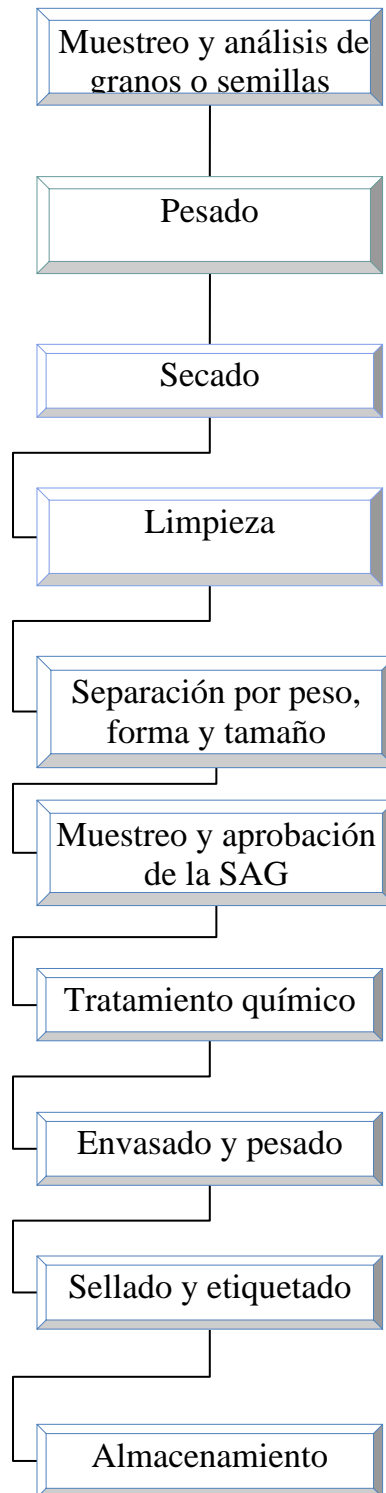 Muestreo y análisis de
granos o semillas
Pesado
Secado
Limpieza
Separación por peso,
forma y tamaño
Muestreo y aprobación
de la SAG
Tratamiento químico
Envasado y pesado
Sellado y etiquetado
Almacenamiento